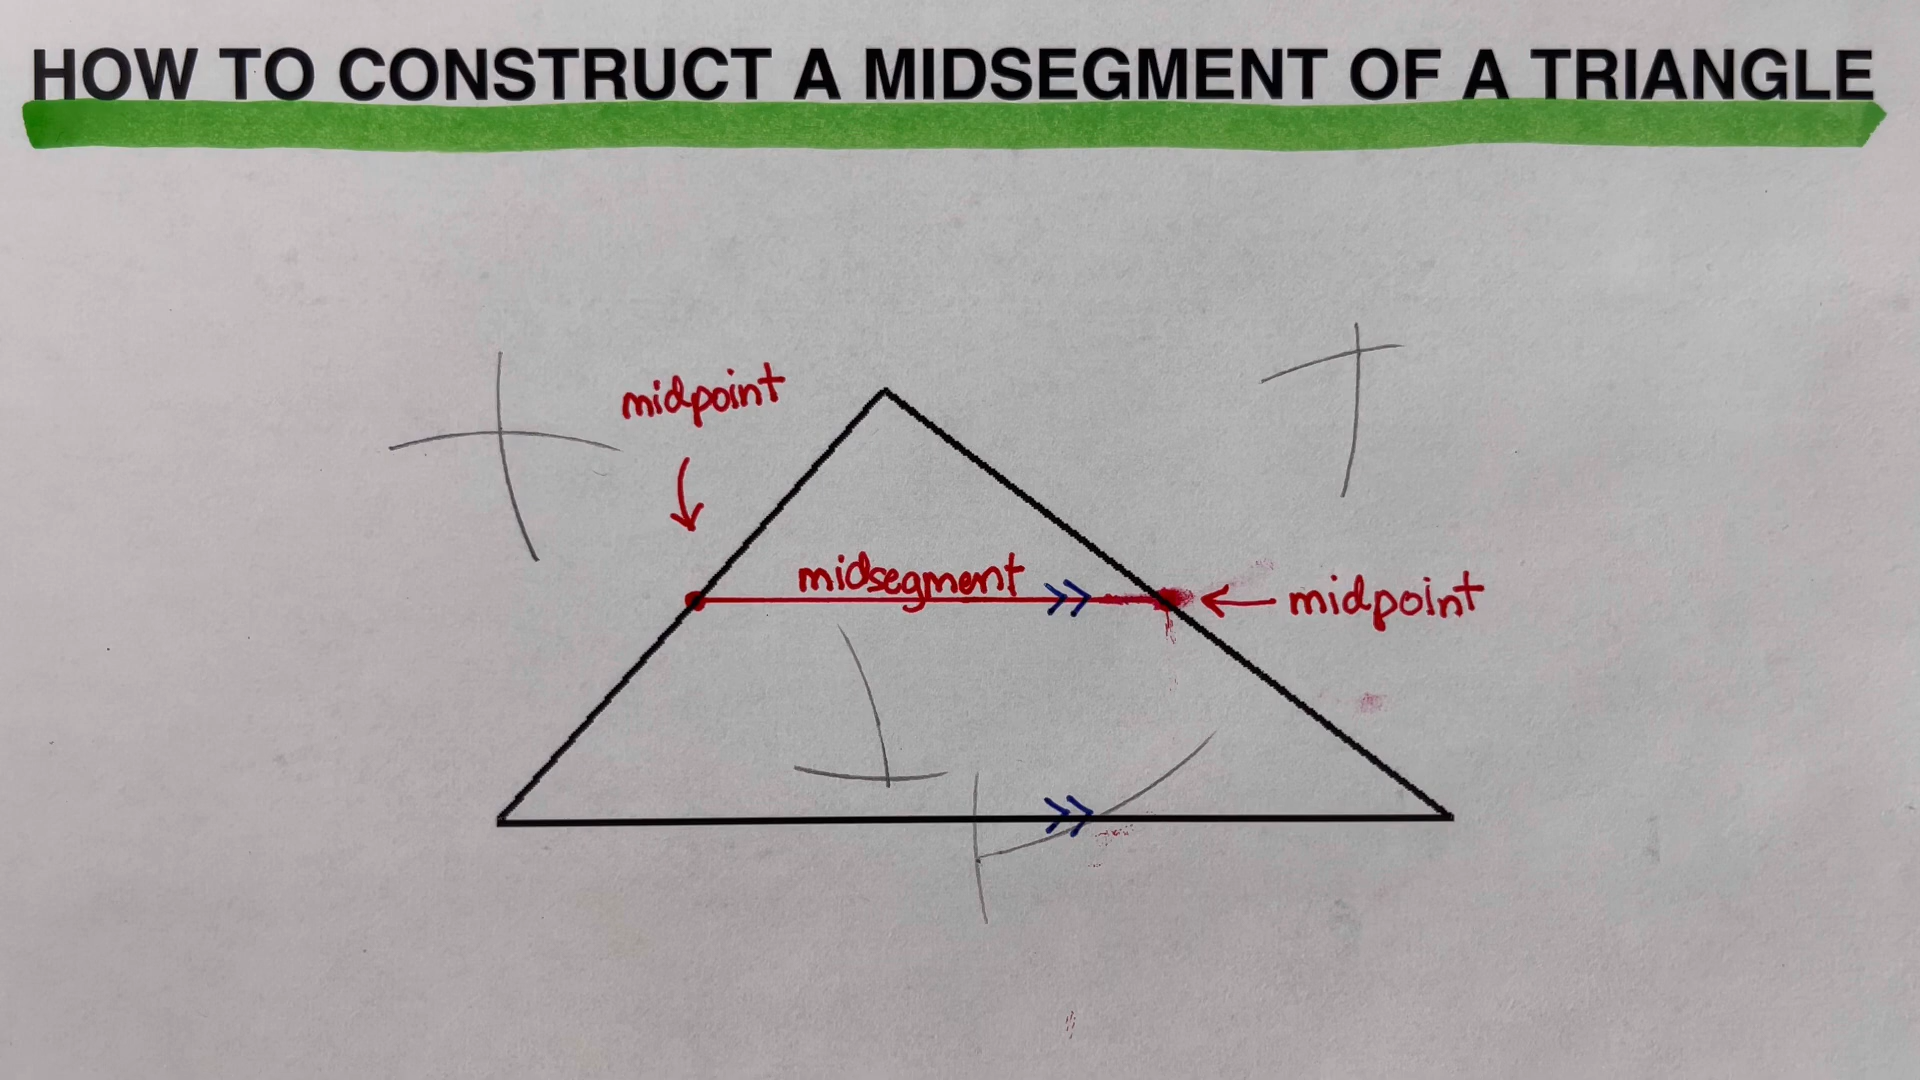 HOW TO CONSTRUCT A MIDSEGMENT OF A TRIANGLE
midpoint
midsegment
midpoint